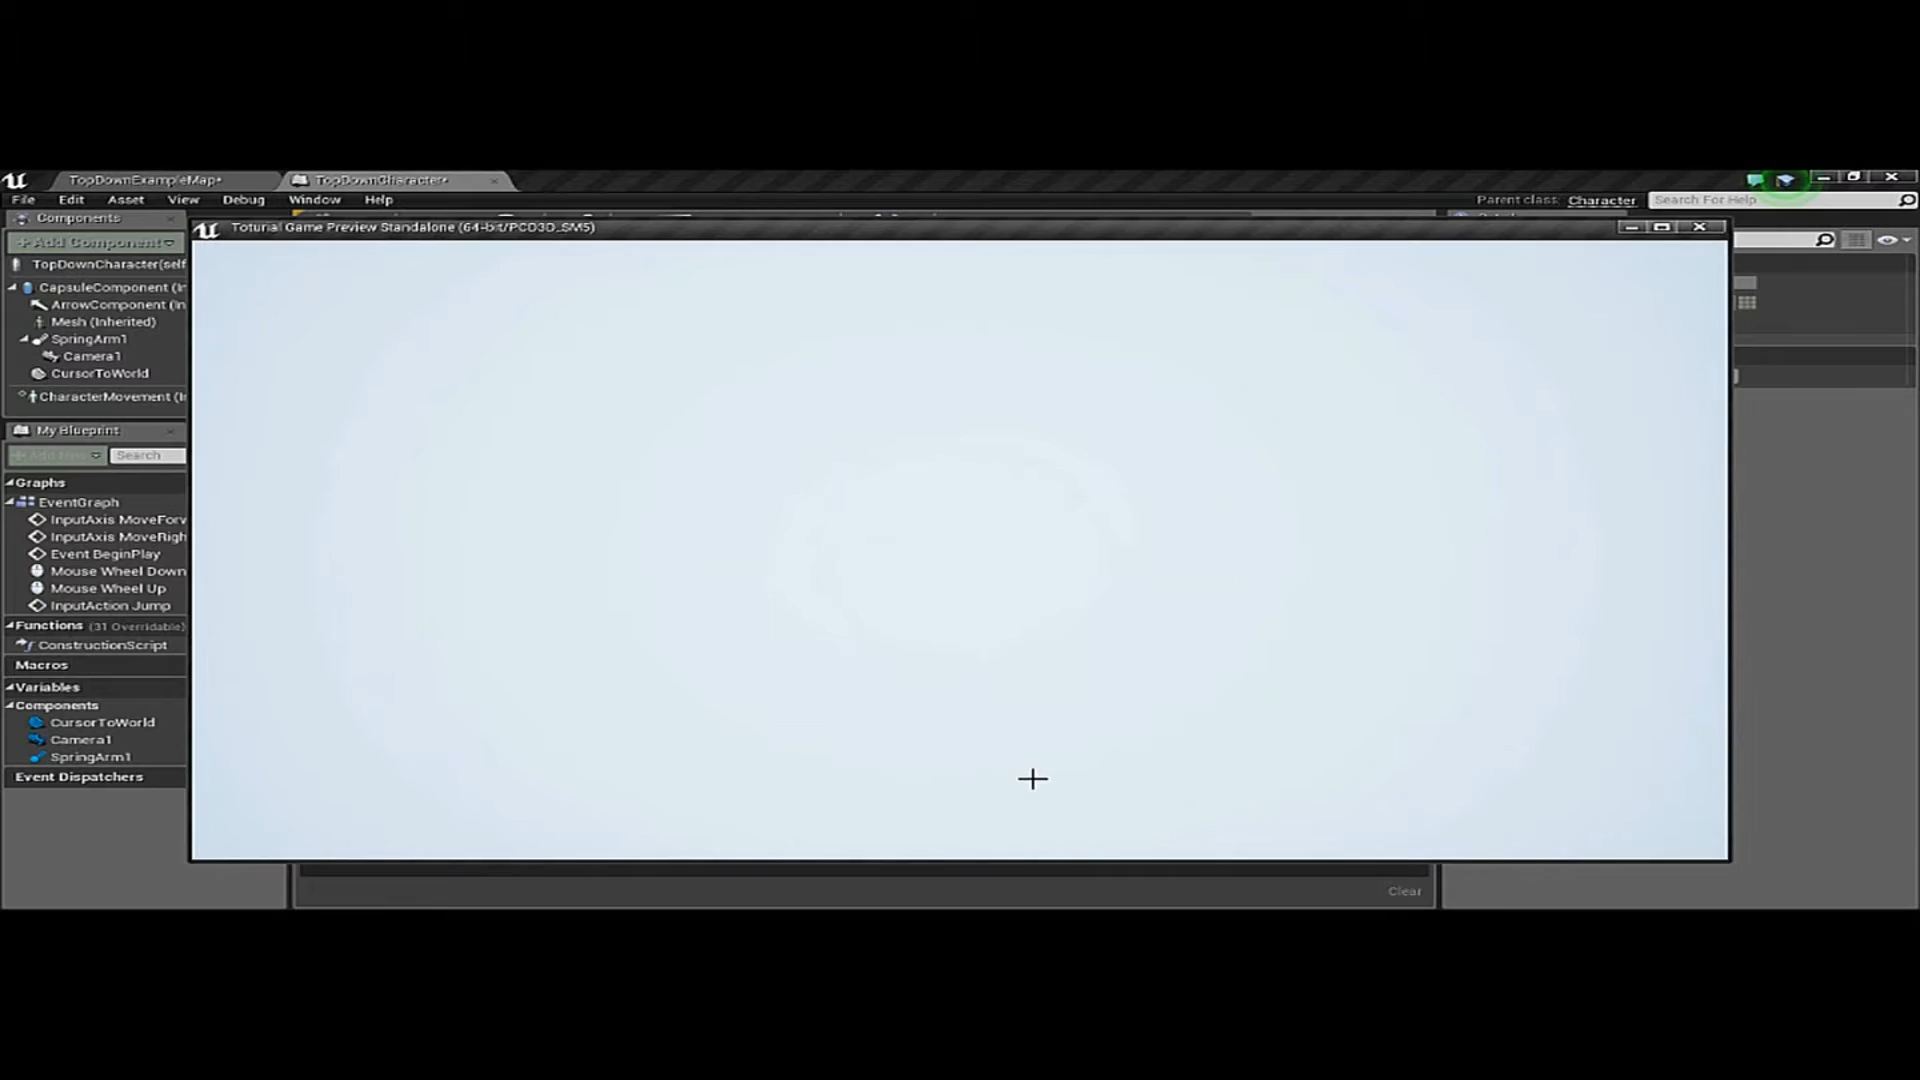 TopDownExampleMap*
TopDownCharacter*
File Edit Asset View Debug Window Help
Parent class: Character
Search For Help
Components
Toturial Game Preview Standalone (64-bit/PCD3D_SM5)
+Add Component
TopDownCharacter(self
CapsuleComponent (In
ArrowComponent (In
Mesh (Inherited)
SpringArm1
Camera1
CursorToWorld
CharacterMovement (In
My Blueprint
+Add New
Search
Graphs
EventGraph
InputAxis MoveForw
InputAxis MoveRigh
Event BeginPlay
Mouse Wheel Down
Mouse Wheel Up
InputAction Jump
Functions (31 Overridable)
ConstructionScript
Macros
Variables
Components
CursorToWorld
Camera1
SpringArm1
Event Dispatchers
Clear